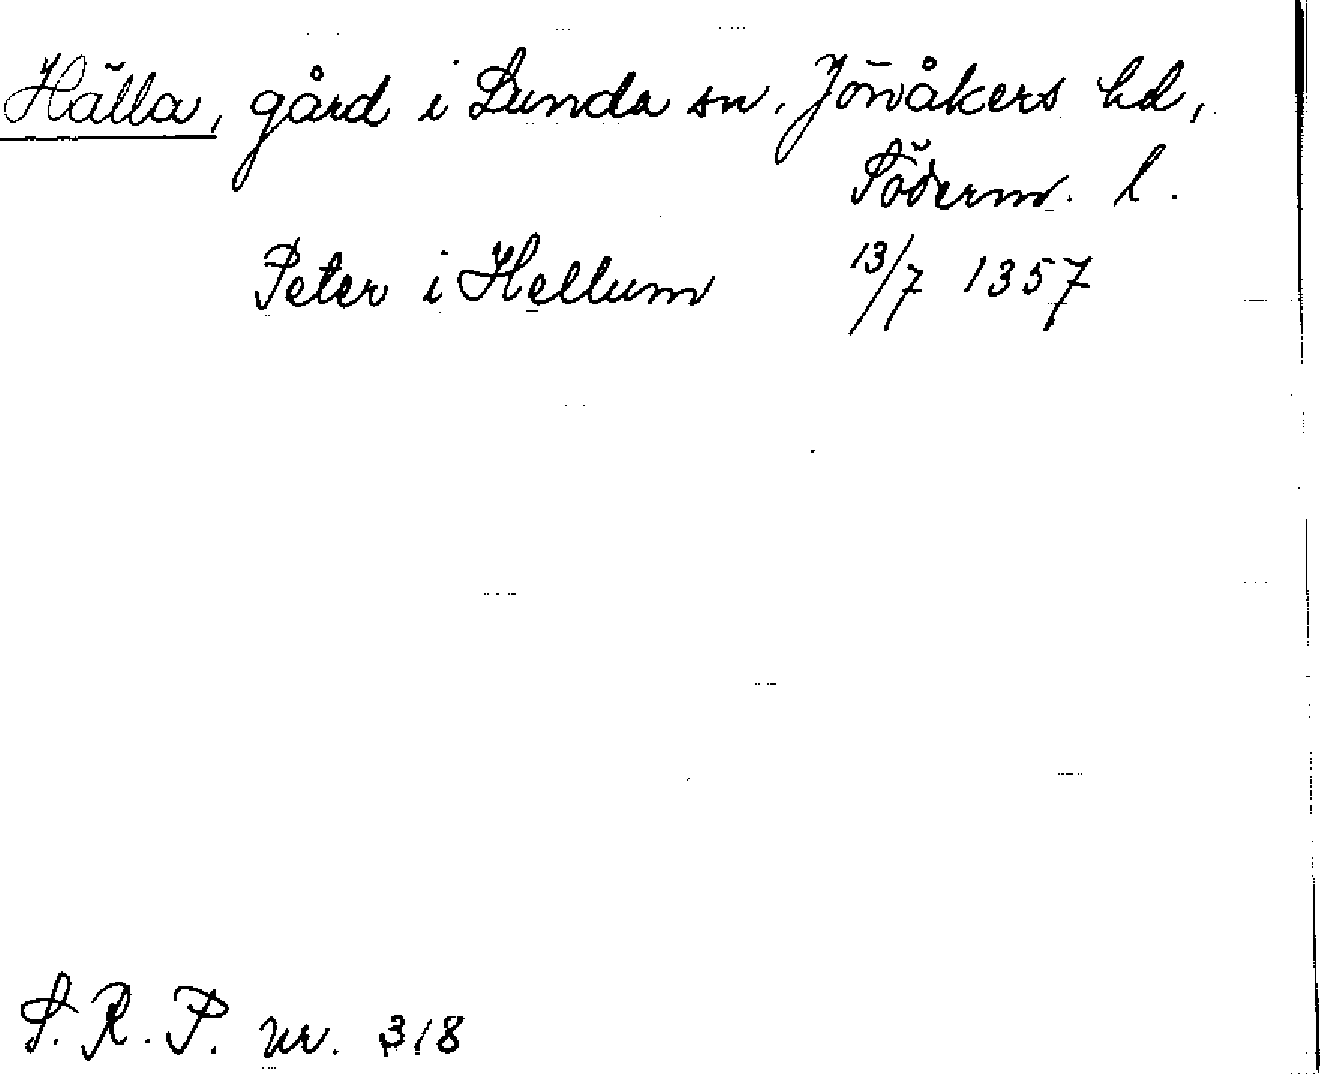 Hälla, gård i Lunda sn, Jönåkers hd,
Söderm. l.
Peter i Hellum 13/7 1357
S.R.P. nr. 318